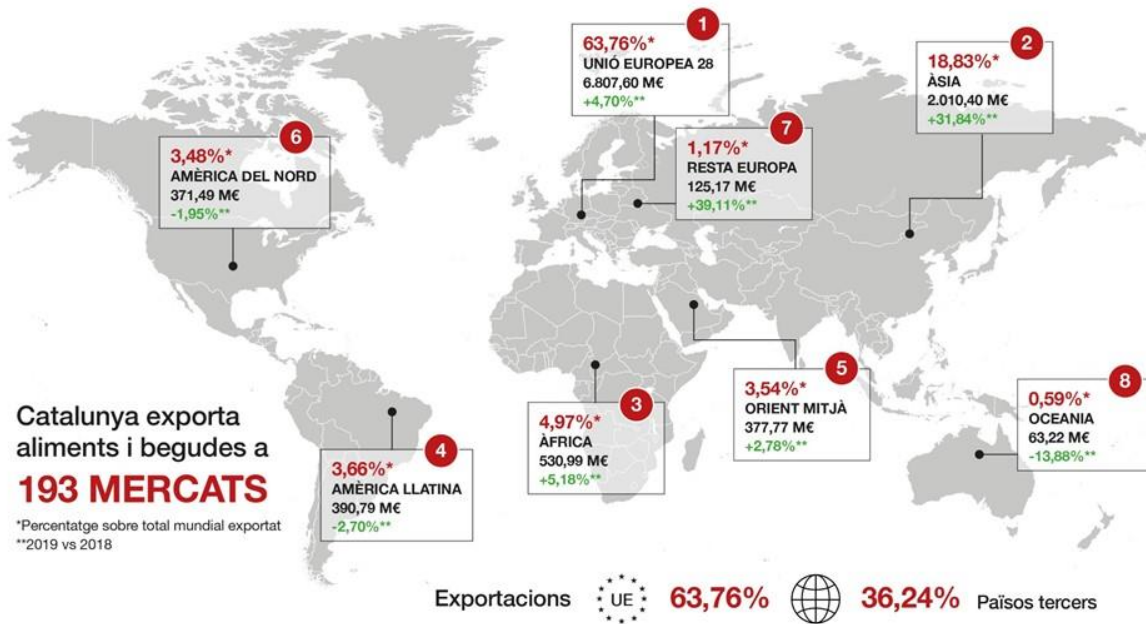 1
63,76%*
UNIÓ EUROPEA 28
6.807,60 M€
+4,70%**
2
18,83%*
ÀSIA
2.010,40 M€
+31,84%**
6
3,48%*
AMÈRICA DEL NORD
371,49 M€
-1,95%**
7
1,17%*
RESTA EUROPA
125,17 M€
+39,11%**
5
3,54%*
ORIENT MITJÀ
377,77 M€
+2,78%**
8
0,59%*
OCEANIA
63,22 M€
-13,88%**
3
4,97%*
ÀFRICA
530,99 M€
+5,18%**
4
3,66%*
AMÈRICA LLATINA
390,79 M€
-2,70%**
Catalunya exporta
aliments i begudes a
193 MERCATS
*Percentatge sobre total mundial exportat
**2019 vs 2018
Exportacions UE 63,76% 36,24% Països tercers